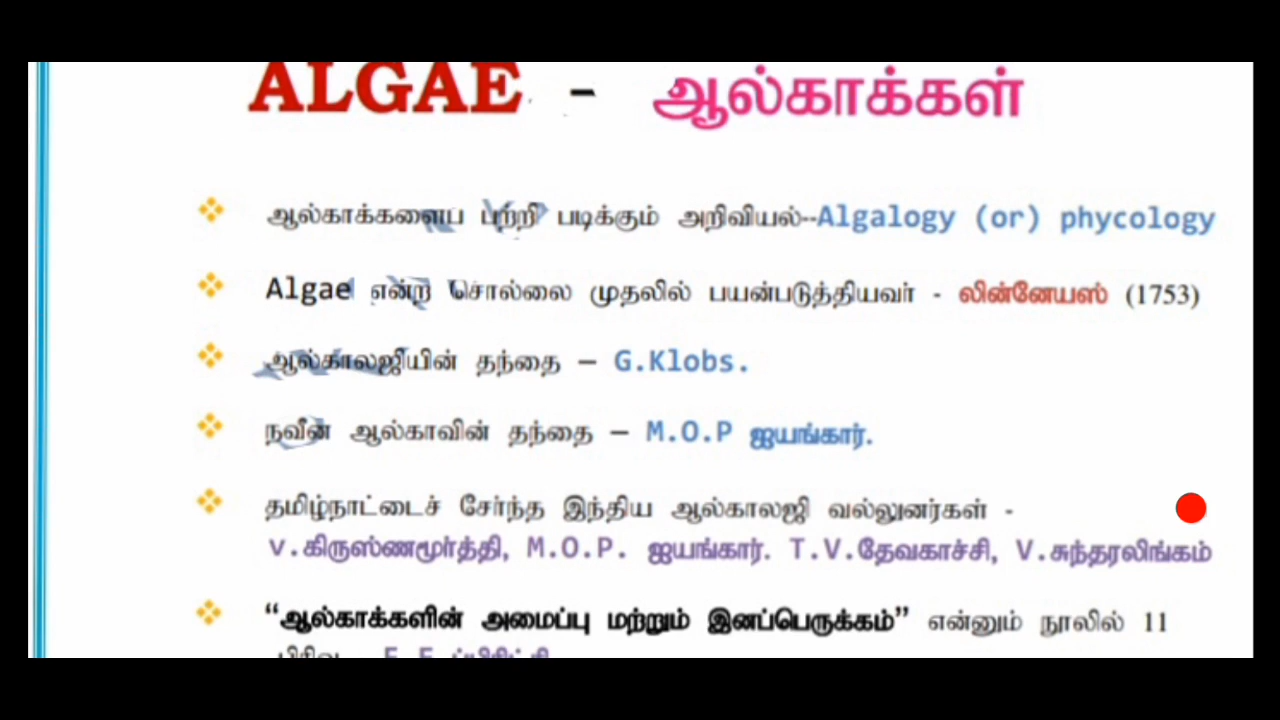 ALGAE - ஆல்காக்கள்
ஆல்காக்களைப் பற்றி படிக்கும் அறிவியல்--Algalogy (or) phycology
Algae என்ற சொல்லை முதலில் பயன்படுத்தியவர் - லின்னேயஸ் (1753)
ஆல்காலஜியின் தந்தை – G.Klobs.
நவீன ஆல்காவின் தந்தை – M.O.P ஐயங்கார்.
தமிழ்நாட்டைச் சேர்ந்த இந்திய ஆல்காலஜி வல்லுனர்கள் -
v.கிருஸ்ணமூர்த்தி, M.O.P. ஐயங்கார். T.V.தேவகாச்சி, V.சுந்தரலிங்கம்
“ஆல்காக்களின் அமைப்பு மற்றும் இனப்பெருக்கம்” என்னும் நூலில் 11